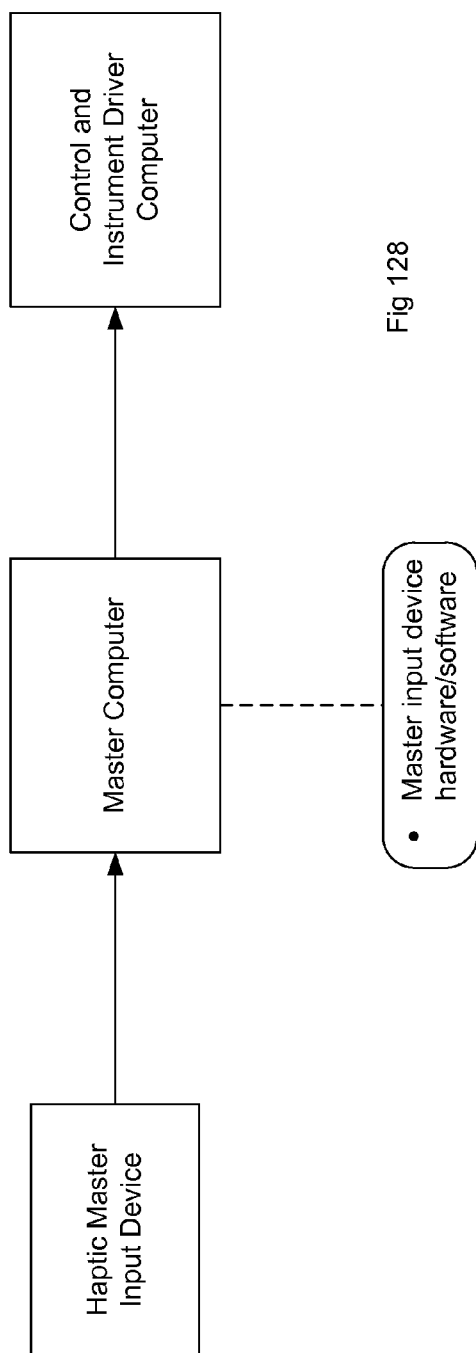 Haptic Master
Input Device
Master Computer
Control and
Instrument Driver
Computer
• Master input device
hardware/software
Fig 128